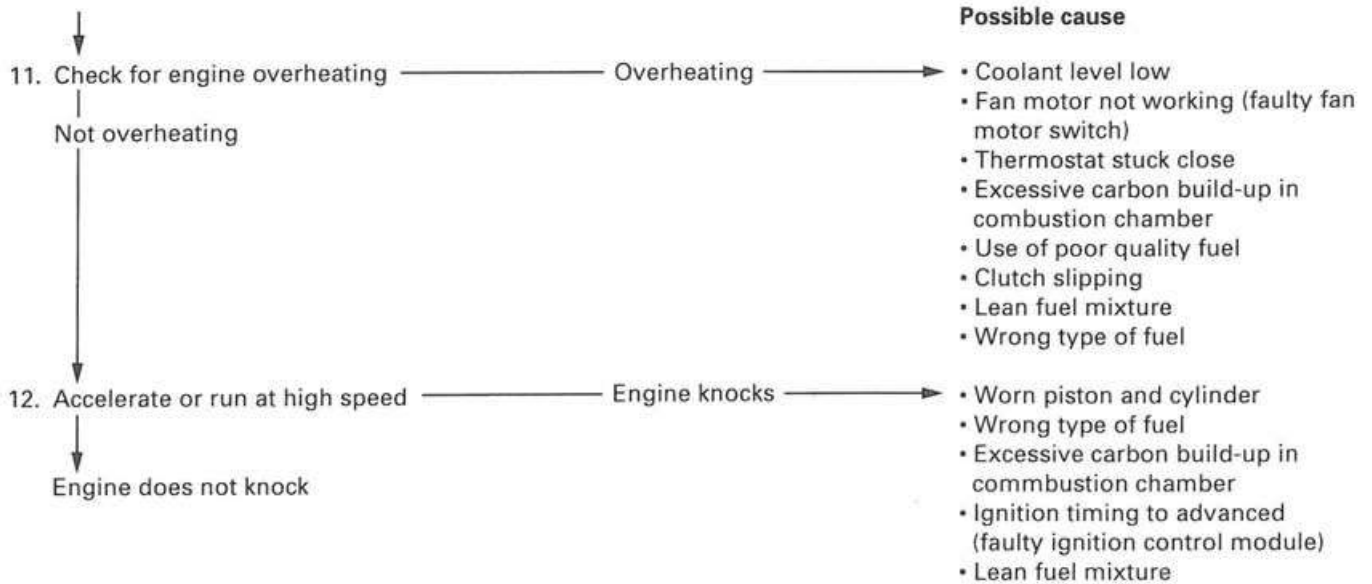 Possible cause
11. Check for engine overheating
Overheating
• Coolant level low
• Fan motor not working (faulty fan
motor switch)
• Thermostat stuck close
• Excessive carbon build-up in
combustion chamber
• Use of poor quality fuel
• Clutch slipping
• Lean fuel mixture
• Wrong type of fuel
Not overheating
12. Accelerate or run at high speed
Engine knocks
• Worn piston and cylinder
• Wrong type of fuel
• Excessive carbon build-up in
commbustion chamber
• Ignition timing to advanced
(faulty ignition control module)
• Lean fuel mixture
Engine does not knock